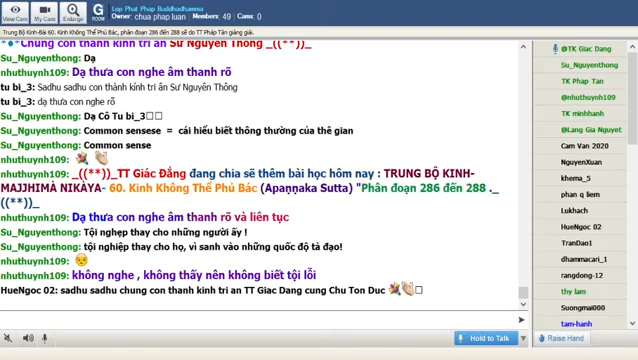 View Cam
My Cam
Enlarge
G
ROOM
Lop Phat Phap Buddhadhamma
Owner: chua phap luan Members: 49 Cams: 0
Trung Bộ Kinh-Bài 60. Kinh Không Thể Phủ Bác, phân đoạn 286 đến 288 sẽ do TT Pháp Tân giảng giải.
Chúng con thành kính tri ân Sư Nguyên Thông _((**))_
Su_Nguyenthong: Dạ
nhuthuynh109: Dạ thưa con nghe âm thanh rõ
tu bi_3: Sadhu sadhu con thành kính tri ân Sư Nguyên Thông
tu bi_3: dạ thưa con nghe rõ
Su_Nguyenthong: Dạ Cô Tu bi_3
Su_Nguyenthong: Common sensese = cái hiểu biết thông thường của thế gian
Su_Nguyenthong: Common sense
nhuthuynh109:
nhuthuynh109: _((**))_TT Giác Đẳng đang chia sẽ thêm bài học hôm nay : TRUNG BỘ KINH-
MAJJHIMÀ NIKÀYA- 60. Kinh Không Thể Phủ Bác (Apaṇṇaka Sutta) "Phân đoạn 286 đến 288 ._
((**))_
nhuthuynh109: Dạ thưa con nghe âm thanh rõ và liên tục
Su_Nguyenthong: Tội nghẹp thay cho những người ấy !
Su_Nguyenthong: tội nghiệp thay cho họ, vì sanh vào những quốc độ tà đạo!
nhuthuynh109:
nhuthuynh109: không nghe , không thấy nên không biết tội lỗi
HueNgoc 02: sadhu sadhu chung con thanh kinh tri an TT Giac Dang cung Chu Ton Duc
@TK Giac Dang
Su_Nguyenthong
TK Phap Tan
@nhuthuynh109
TK minhhanh
@Lang Gia Nguyet
Cam Van 2020
NguyenXuan
khema_5
phan q liem
Lukhach
HueNgoc 02
TranDao1
dhammacari_1
rangdong-12
thy lam
Suongmai000
tam-hanh
Hold to Talk
Raise Hand